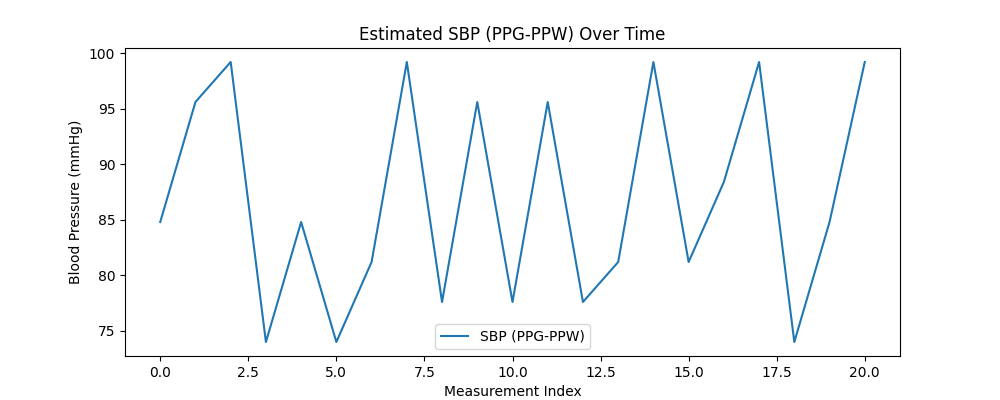 Estimated SBP (PPG-PPW) Over Time
Blood Pressure (mmHg)
100
95
90
85
80
75
SBP (PPG-PPW)
0.0 2.5 5.0 7.5 10.0 12.5 15.0 17.5 20.0
Measurement Index